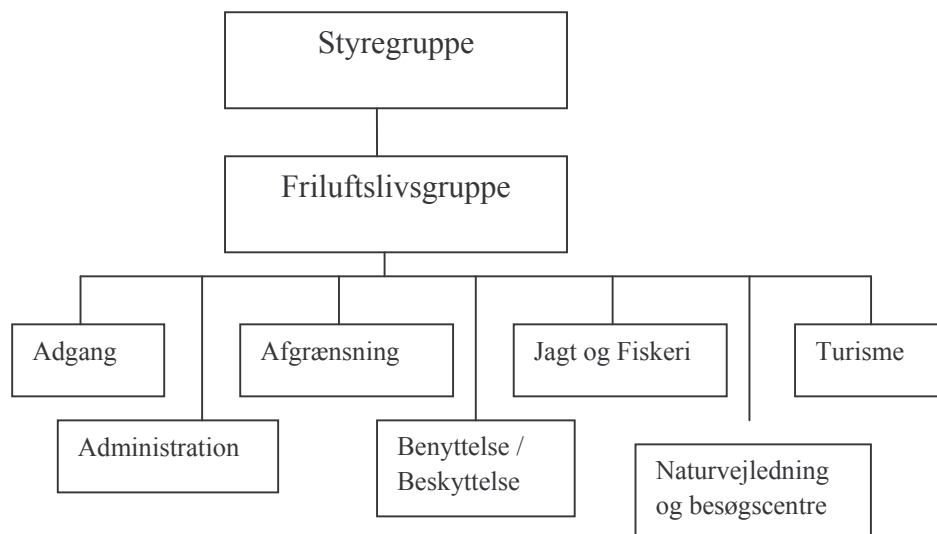 Styregruppe
Friluftslivsgruppe
Adgang
Afgrænsning
Jagt og Fiskeri
Turisme
Administration
Benyttelse /
Beskyttelse
Naturvejledning
og besøgscentre